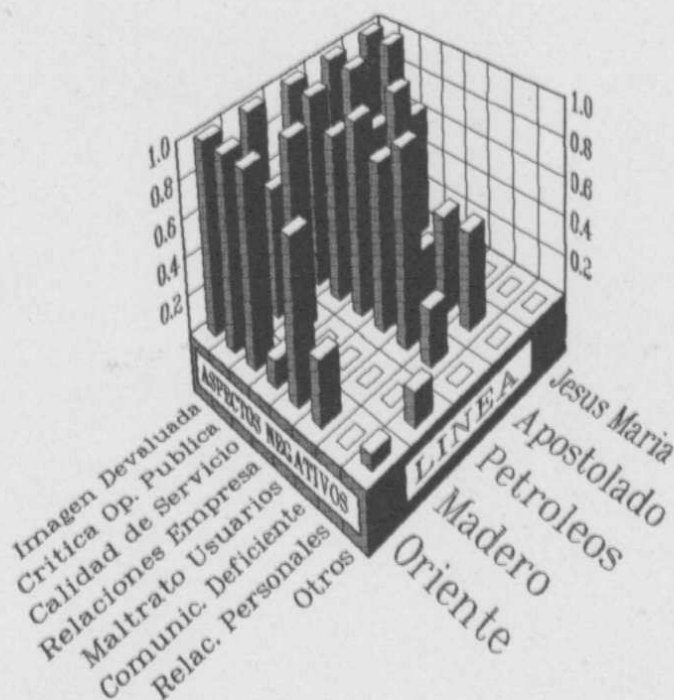 1.0
0.8
0.6
0.4
0.2
1.0
0.8
0.6
0.4
0.2
ASPECTOS NEGATIVOS
LINEA
Imagen Devaluada
Critica Op. Publica
Calidad de Servicio
Relaciones Empresa
Maltrato Usuarios
Comunic. Deficiente
Relac. Personales
Otros
Jesus Maria
Apostolado
Petroleos
Madero
Oriente